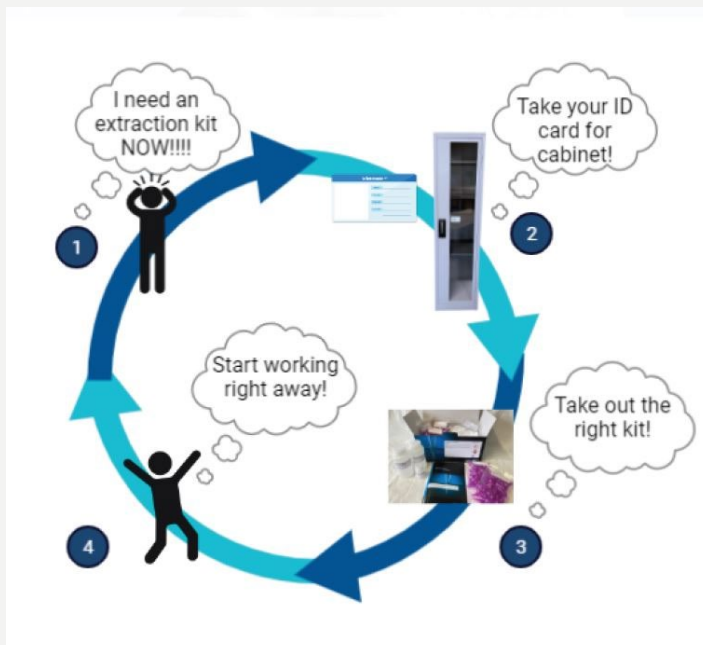 I need an
extraction kit
NOW!!!!
1
Take your ID
card for
cabinet!
2
Take out the
right kit!
3
Start working
right away!
4